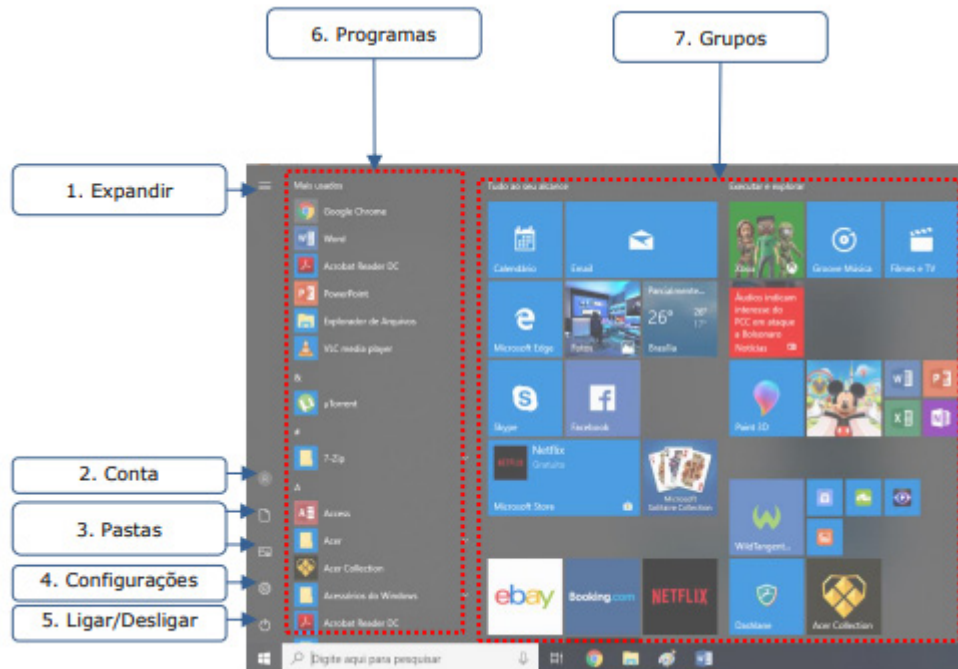 6. Programas
7. Grupos
1. Expandir
2. Conta
3. Pastas
4. Configurações
5. Ligar/Desligar
Mais usados
Google Chrome
Word
Acrobat Reader DC
PowerPoint
Explorador de Arquivos
VLC media player
&
µTorrent
#
7-Zip
A
Access
Acer
Acer Collection
Acessórios do Windows
Acrobat Reader DC
Tudo ao seu alcance
Calendário
Email
Microsoft Edge
Fotos
Parcialmente...
26° 28°
17°
Brasília
Skype
Facebook
NETFLIX
Netflix
Gratuito
Microsoft Store
Microsoft
Solitaire Collection
ebay
Booking.com
NETFLIX
Executar e explorar
Xbox
Groove Música
Filmes e TV
Áudios indicam
interesse do
PCC em ataque
a Bolsonaro
Notícias
Paint 3D
WildTangent...
Dashlane
Acer Collection
Digite aqui para pesquisar